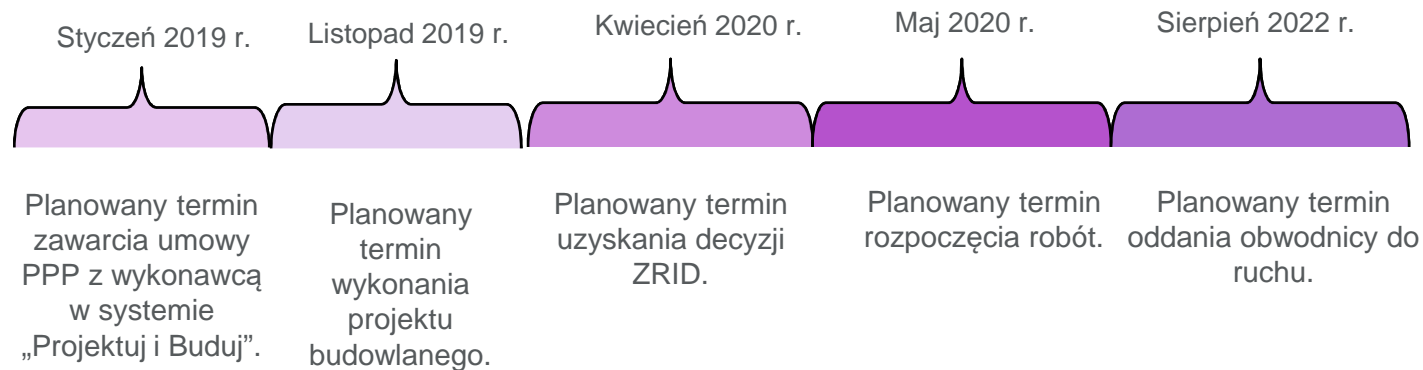 Styczeń 2019 r.
Listopad 2019 r.
Kwiecień 2020 r.
Maj 2020 r.
Sierpień 2022 r.
Planowany termin
zawarcia umowy
PPP z wykonawcą
w systemie
„Projektuj i Buduj”.
Planowany
termin
wykonania
projektu
budowlanego.
Planowany termin
uzyskania decyzji
ZRID.
Planowany termin
rozpoczęcia robót.
Planowany termin
oddania obwodnicy do
ruchu.